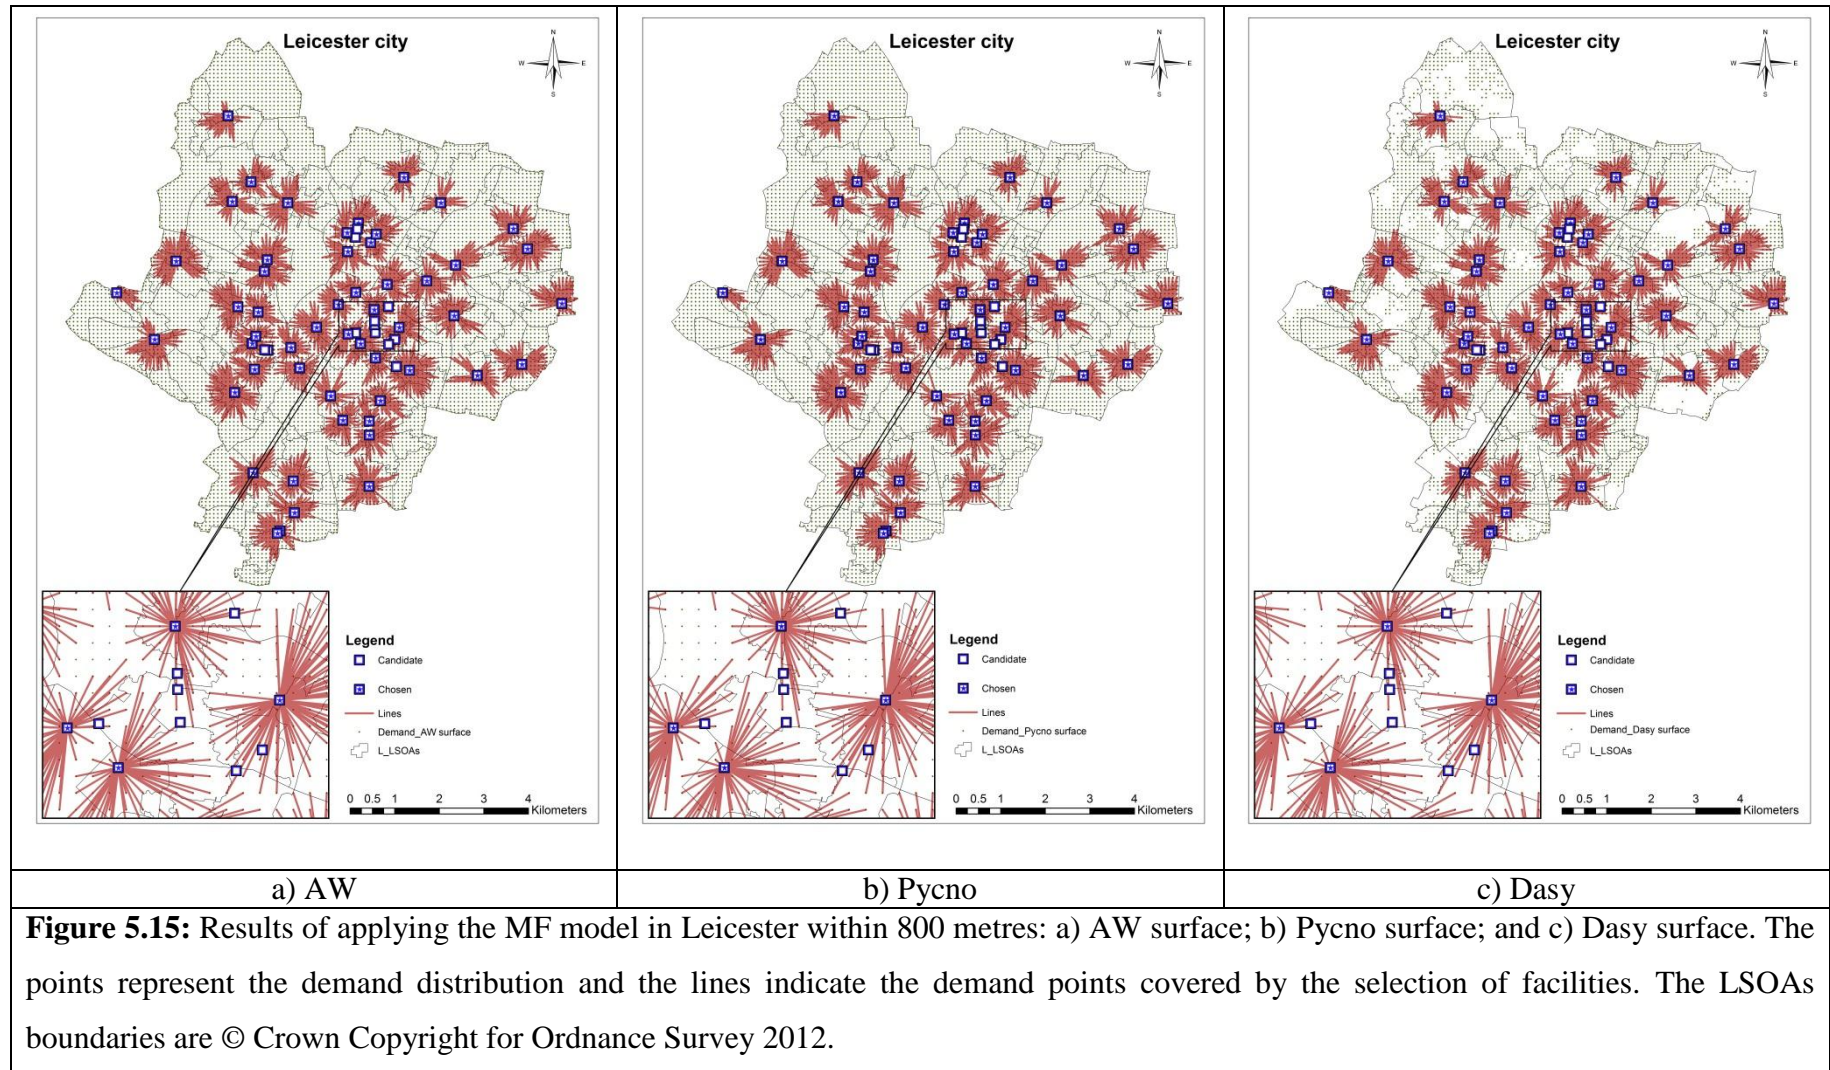 Leicester city
N
W E
S
Legend
Candidate
Chosen
Lines
Demand_AW surface
L_LSOAs
0 0.5 1 2 3 4
Kilometers
Leicester city
N
W E
S
Legend
Candidate
Chosen
Lines
Demand_Pycno surface
L_LSOAs
0 0.5 1 2 3 4
Kilometers
Leicester city
N
W E
S
Legend
Candidate
Chosen
Lines
Demand_Dasy surface
L_LSOAs
0 0.5 1 2 3 4
Kilometers
a) AW
b) Pycno
c) Dasy
Figure 5.15: Results of applying the MF model in Leicester within 800 metres: a) AW surface; b) Pycno surface; and c) Dasy surface. The
points represent the demand distribution and the lines indicate the demand points covered by the selection of facilities. The LSOAs
boundaries are © Crown Copyright for Ordnance Survey 2012.